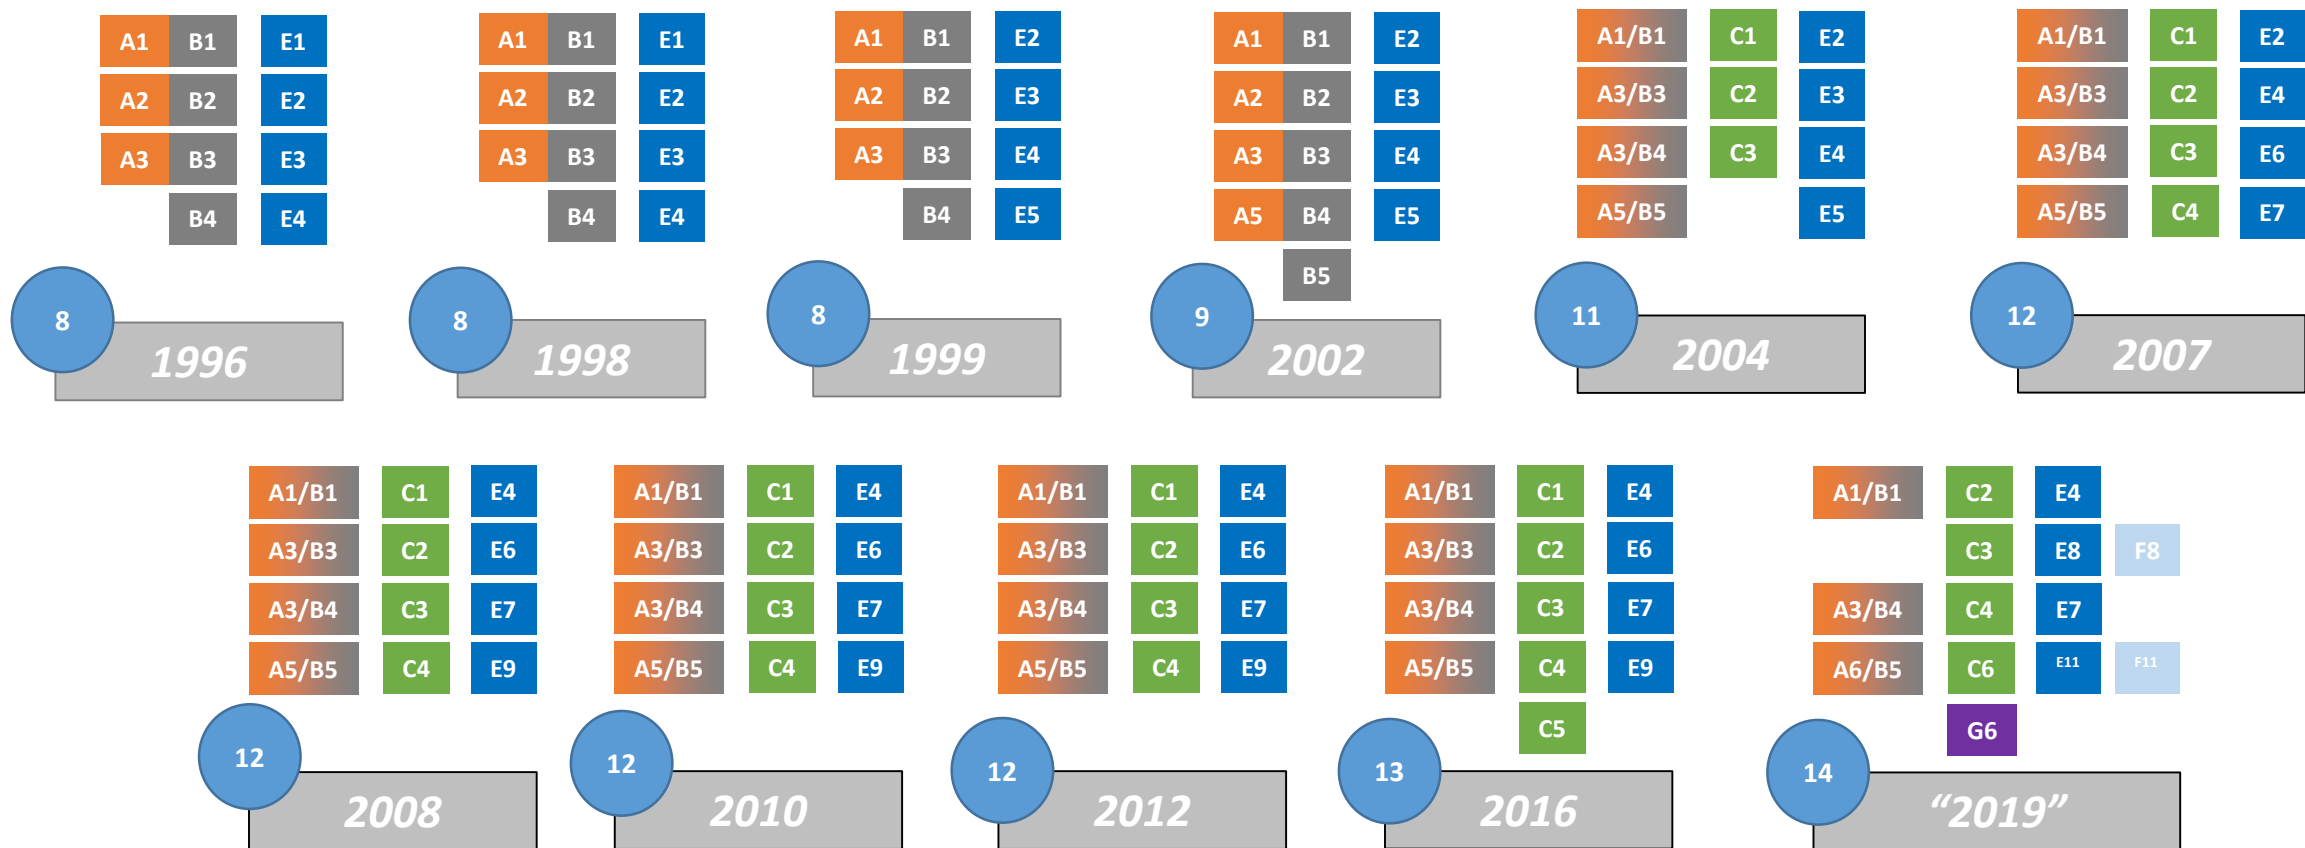 A1 B1 E1
A2 B2 E2
A3 B3 E3
B4 E4
8
1996
A1 B1 E1
A2 B2 E2
A3 B3 E3
B4 E4
8
1998
A1 B1 E2
A2 B2 E3
A3 B3 E4
B4 E5
8
1999
A1 B1 E2
A2 B2 E3
A3 B3 E4
A5 B4 E5
B5
9
2002
A1/B1 C1 E2
A3/B3 C2 E3
A3/B4 C3 E4
A5/B5 E5
11
2004
A1/B1 C1 E2
A3/B3 C2 E4
A3/B4 C3 E6
A5/B5 C4 E7
12
2007
A1/B1 C1 E4
A3/B3 C2 E6
A3/B4 C3 E7
A5/B5 C4 E9
12
2008
A1/B1 C1 E4
A3/B3 C2 E6
A3/B4 C3 E7
A5/B5 C4 E9
12
2010
A1/B1 C1 E4
A3/B3 C2 E6
A3/B4 C3 E7
A5/B5 C4 E9
12
2012
A1/B1 C1 E4
A3/B3 C2 E6
A3/B4 C3 E7
A5/B5 C4 E9
C5
13
2016
A1/B1 C2 E4
C3 E8 F8
A3/B4 C4 E7
A6/B5 C6 E11 F11
G6
14
“2019”